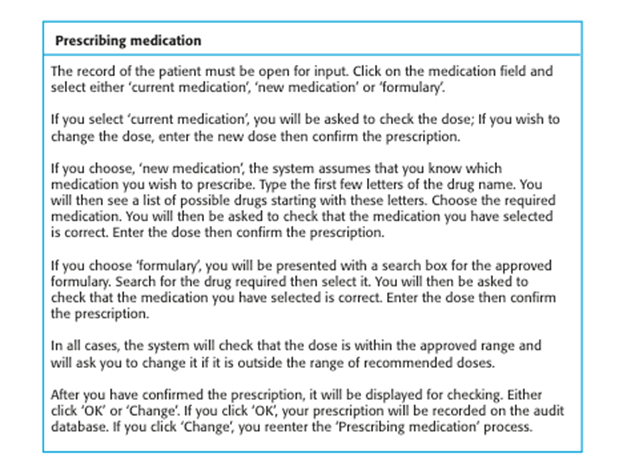 Prescribing medication
The record of the patient must be open for input. Click on the medication field and
select either ‘current medication’, ‘new medication’ or ‘formulary’.
If you select ‘current medication’, you will be asked to check the dose; If you wish to
change the dose, enter the new dose then confirm the prescription.
If you choose, ‘new medication’, the system assumes that you know which
medication you wish to prescribe. Type the first few letters of the drug name. You
will then see a list of possible drugs starting with these letters. Choose the required
medication. You will then be asked to check that the medication you have selected
is correct. Enter the dose then confirm the prescription.
If you choose ‘formulary’, you will be presented with a search box for the approved
formulary. Search for the drug required then select it. You will then be asked to
check that the medication you have selected is correct. Enter the dose then confirm
the prescription.
In all cases, the system will check that the dose is within the approved range and
will ask you to change it if it is outside the range of recommended doses.
After you have confirmed the prescription, it will be displayed for checking. Either
click ‘OK’ or ‘Change’. If you click ‘OK’, your prescription will be recorded on the audit
database. If you click ‘Change’, you reenter the ‘Prescribing medication’ process.